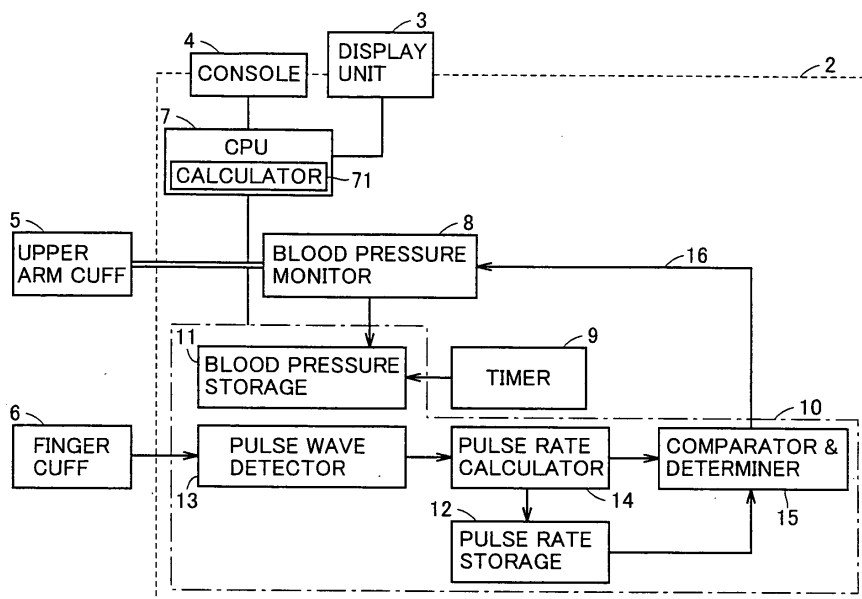 4
3
CONSOLE
DISPLAY
UNIT
2
7
CPU
CALCULATOR
71
5
UPPER
ARM CUFF
8
BLOOD PRESSURE
MONITOR
16
11
BLOOD PRESSURE
STORAGE
9
TIMER
10
6
FINGER
CUFF
PULSE WAVE
DETECTOR
13
PULSE RATE
CALCULATOR
14
COMPARATOR &
DETERMINER
15
12
PULSE RATE
STORAGE